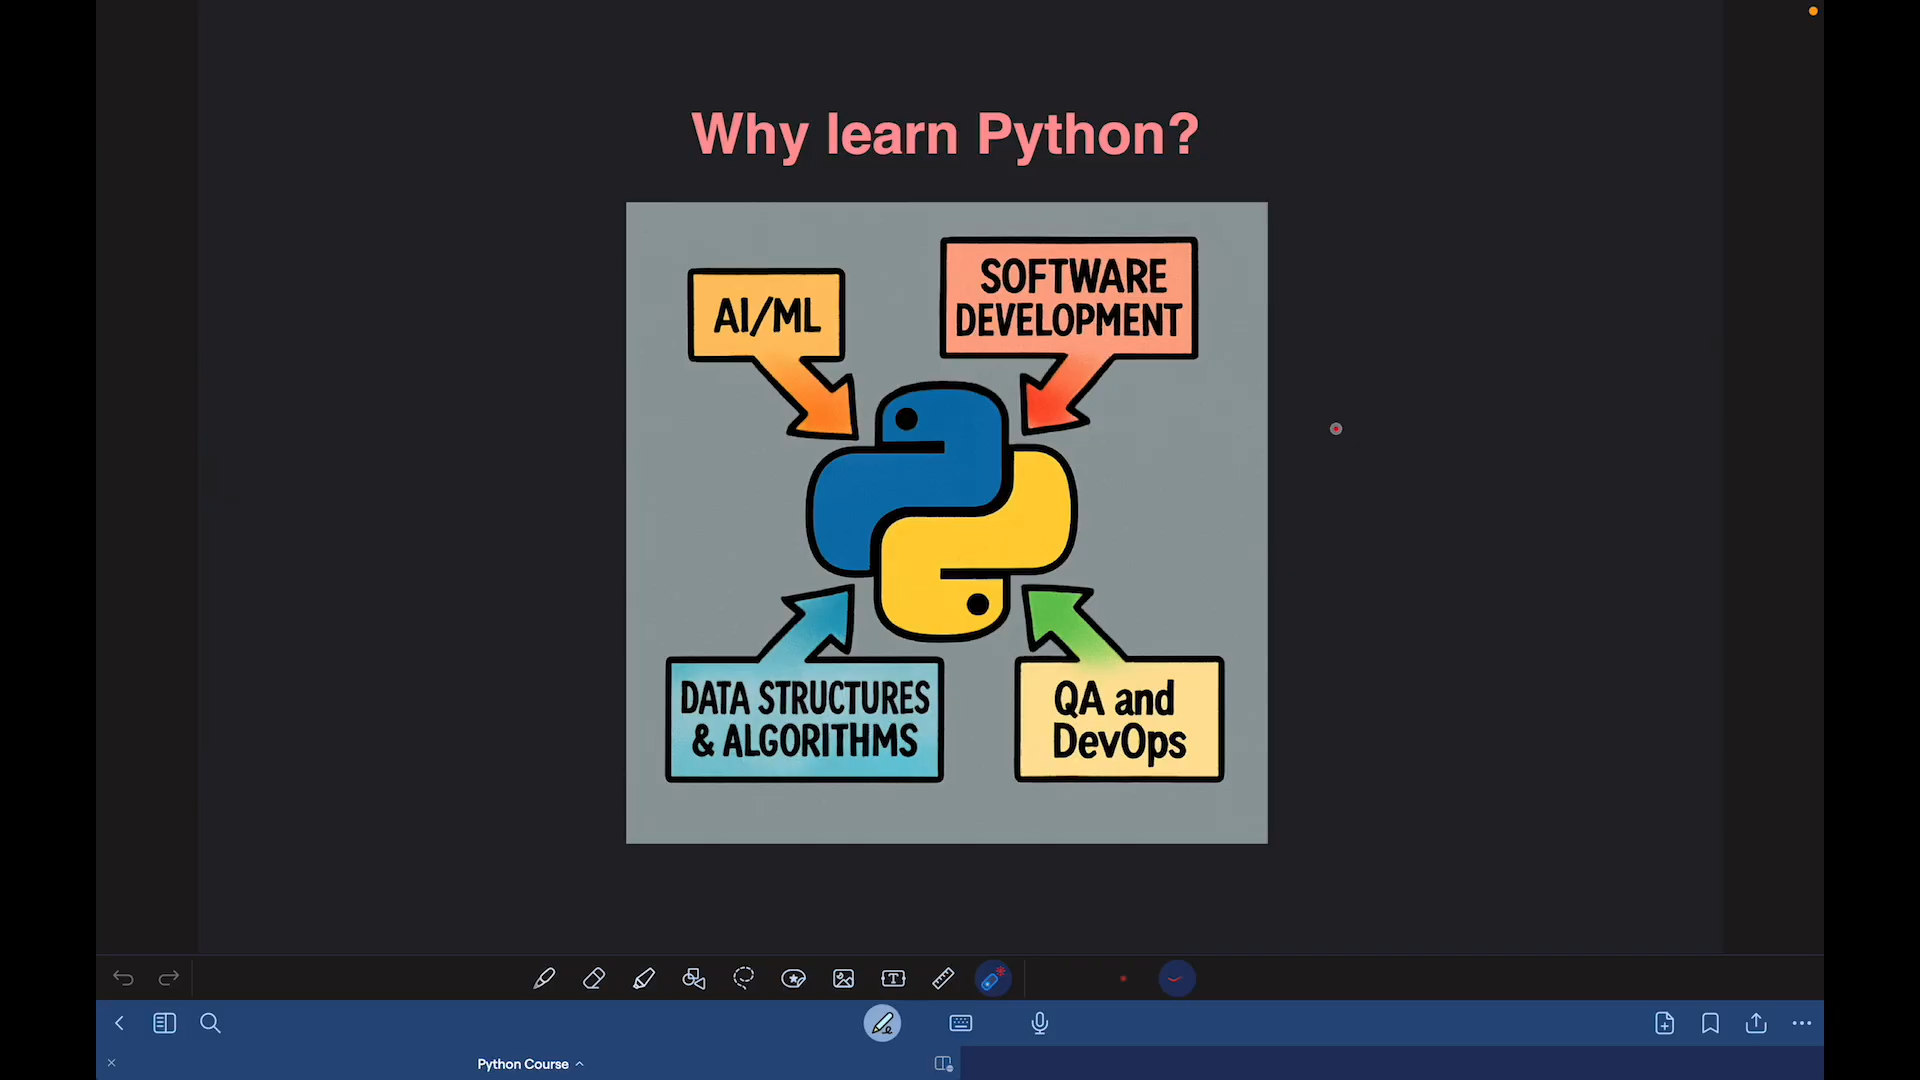 Why learn Python?
AI/ML
SOFTWARE
DEVELOPMENT
DATA STRUCTURES
& ALGORITHMS
QA and
DevOps
Python Course